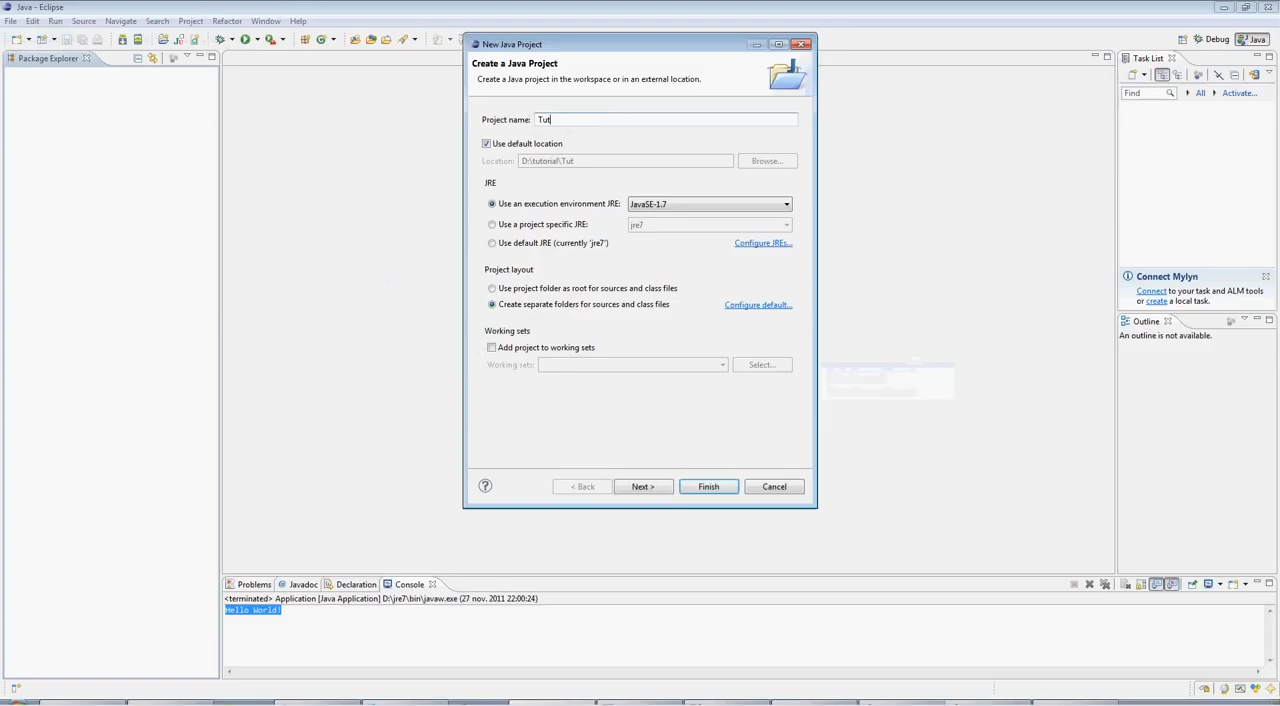 Java - Eclipse
File Edit Run Source Navigate Search Project Refactor Window Help
Debug Java
Package Explorer
New Java Project
Create a Java Project
Create a Java project in the workspace or in an external location.
Project name: Tut
Use default location
Location: D:\tutorial\Tut Browse...
JRE
Use an execution environment JRE: JavaSE-1.7
Use a project specific JRE: jre7
Use default JRE (currently 'jre7') Configure JREs...
Project layout
Use project folder as root for sources and class files
Create separate folders for sources and class files Configure default...
Working sets
Add project to working sets
Working sets: Select...
? < Back Next > Finish Cancel
Task List
Find All Activate...
Connect Mylyn
Connect to your task and ALM tools
or create a local task.
Outline
An outline is not available.
Problems @ Javadoc Declaration Console
<terminated> Application [Java Application] D:\jre7\bin\javaw.exe (27 nov. 2011 22:00:24)
Hello World!